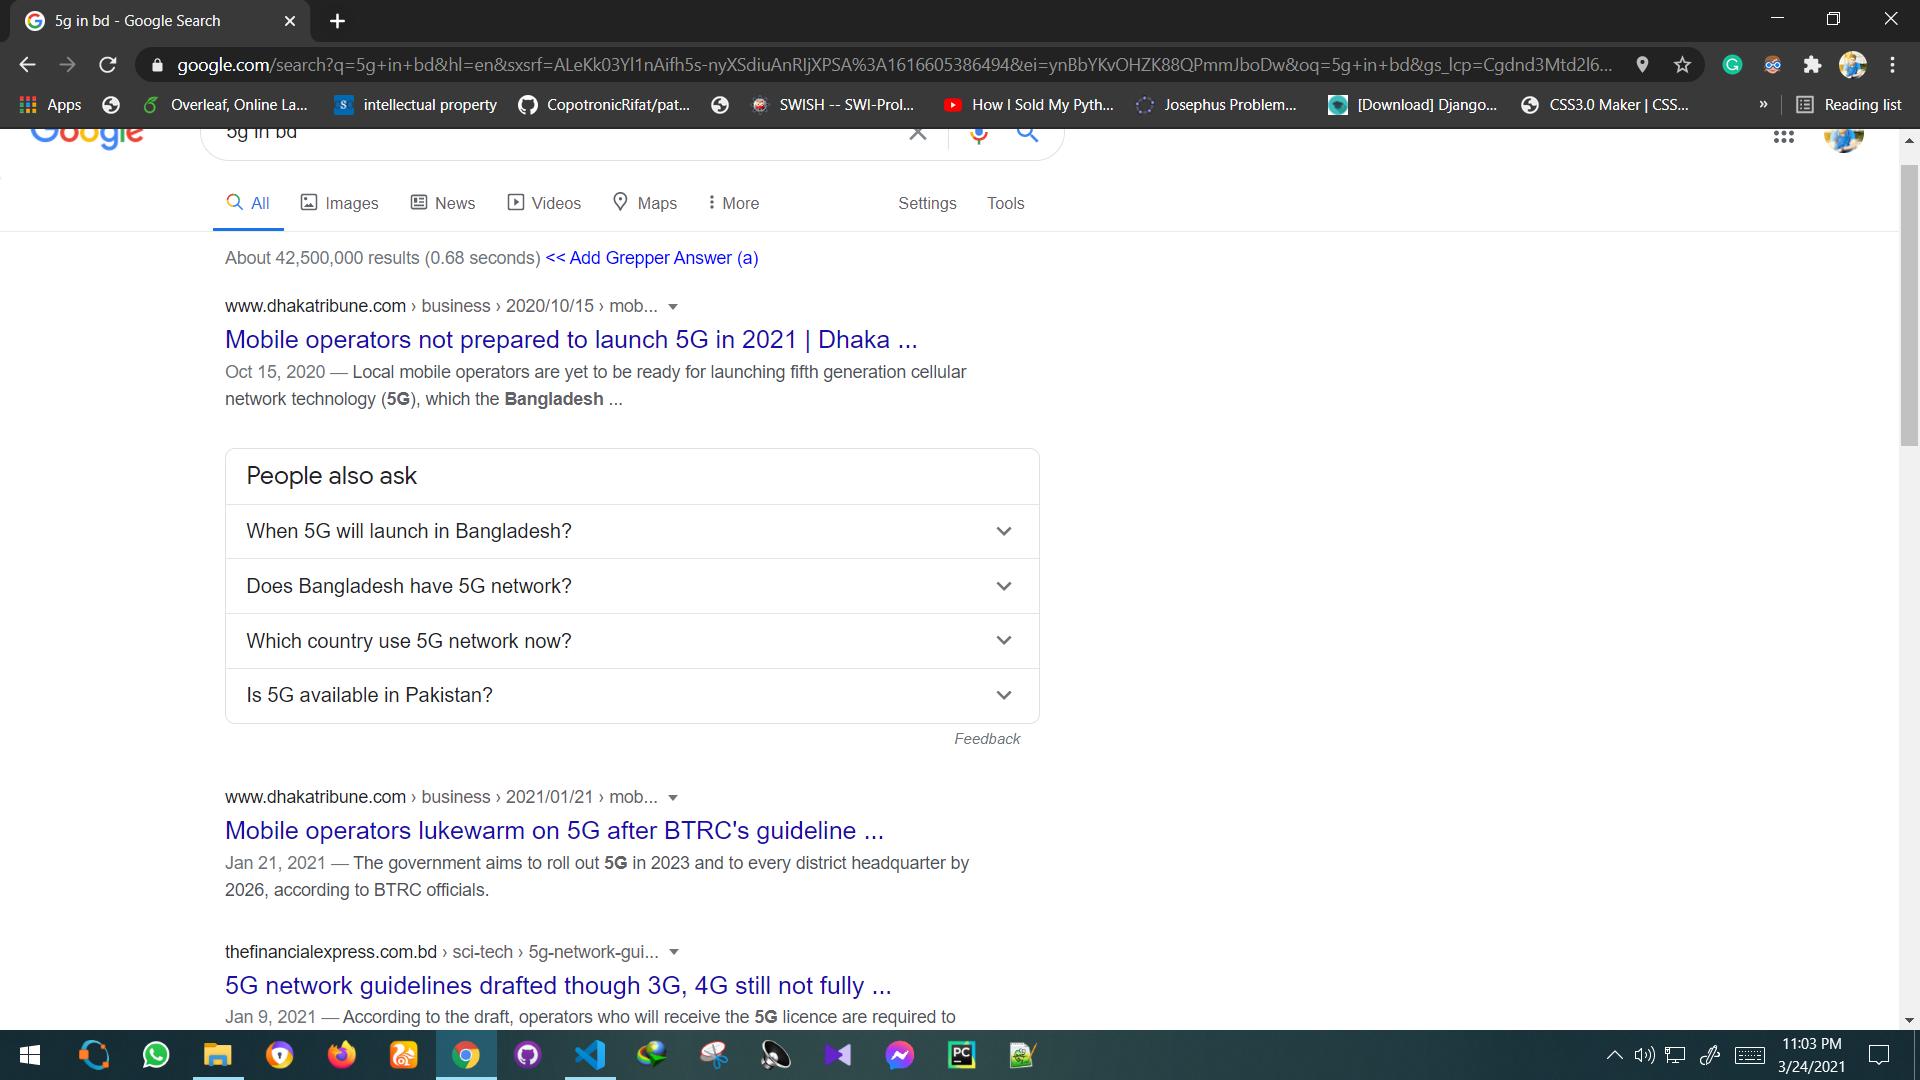 5g in bd - Google Search
google.com/search?q=5g+in+bd&hl=en&sxsrf=ALeKk03Yl1nAifh5s-nyXSdiuAnRIjXPSA%3A1616605386494&ei=ynBbYKvOHZK88QPmmJboDw&oq=5g+in+bd&gs_lcp=Cgdnd3Mtd2l6...
Apps Overleaf, Online La... intellectual property CopotronicRifat/pat... SWISH -- SWI-Prol... How I Sold My Pyth... Josephus Problem... [Download] Django... CSS3.0 Maker | CSS... » Reading list
Google 5g in bd
All Images News Videos Maps More Settings Tools
About 42,500,000 results (0.68 seconds) << Add Grepper Answer (a)
www.dhakatribune.com › business › 2020/10/15 › mob...
Mobile operators not prepared to launch 5G in 2021 | Dhaka ...
Oct 15, 2020 — Local mobile operators are yet to be ready for launching fifth generation cellular
network technology (5G), which the Bangladesh ...
People also ask
When 5G will launch in Bangladesh?
Does Bangladesh have 5G network?
Which country use 5G network now?
Is 5G available in Pakistan?
Feedback
www.dhakatribune.com › business › 2021/01/21 › mob...
Mobile operators lukewarm on 5G after BTRC's guideline ...
Jan 21, 2021 — The government aims to roll out 5G in 2023 and to every district headquarter by
2026, according to BTRC officials.
thefinancialexpress.com.bd › sci-tech › 5g-network-gui...
5G network guidelines drafted though 3G, 4G still not fully ...
Jan 9, 2021 — According to the draft, operators who will receive the 5G licence are required to
11:03 PM
3/24/2021